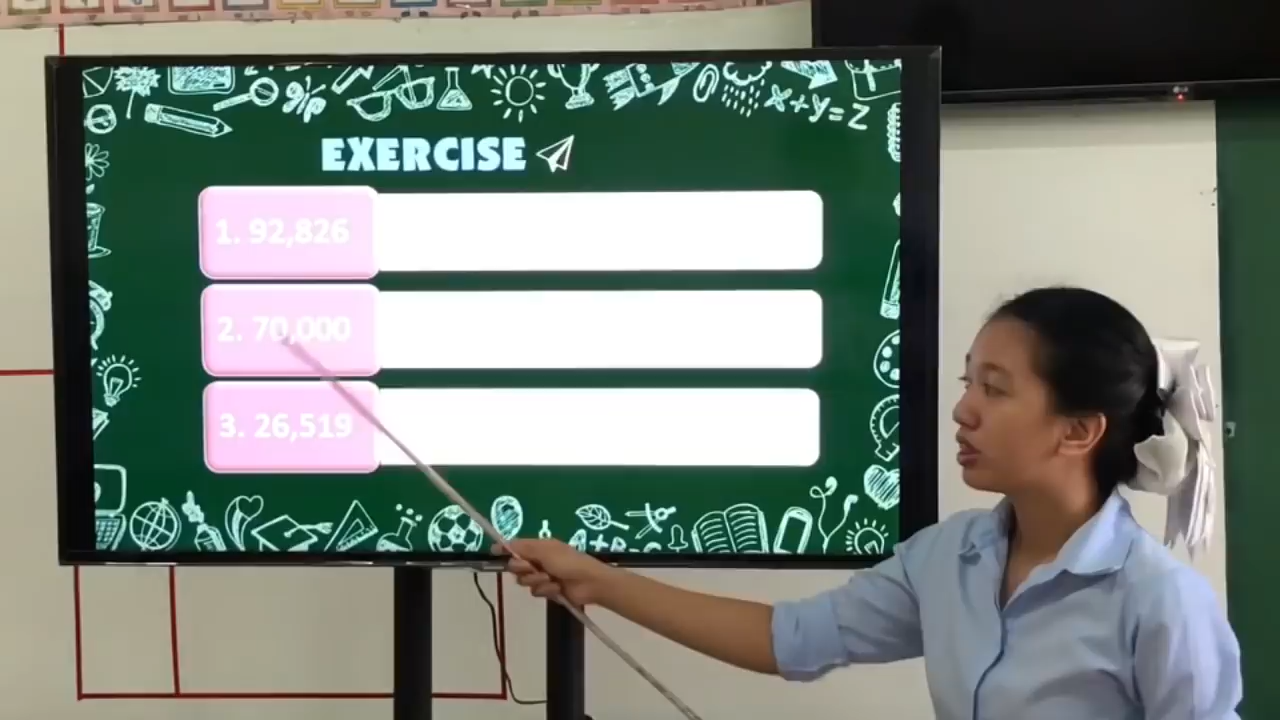 x+y=z
EXERCISE
1. 92,826
2. 70,000
3. 26,519